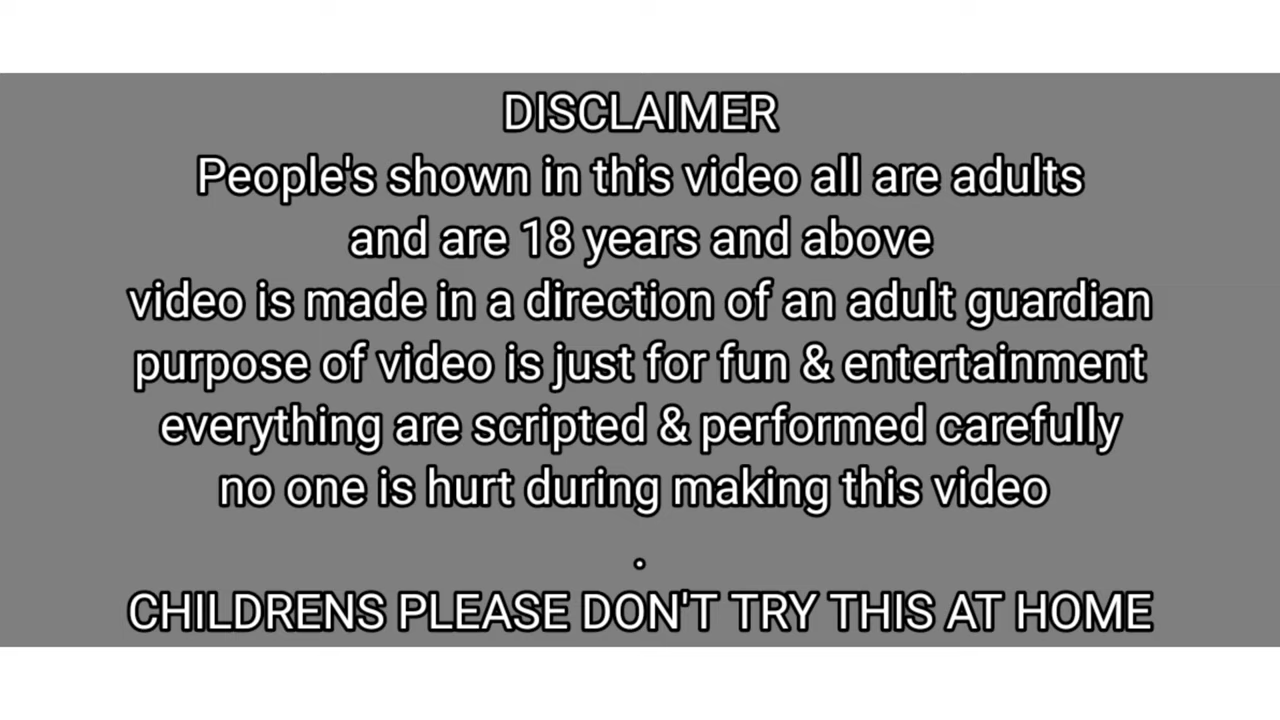 DISCLAIMER
People's shown in this video all are adults
and are 18 years and above
video is made in a direction of an adult guardian
purpose of video is just for fun & entertainment
everything are scripted & performed carefully
no one is hurt during making this video
.
CHILDRENS PLEASE DON'T TRY THIS AT HOME